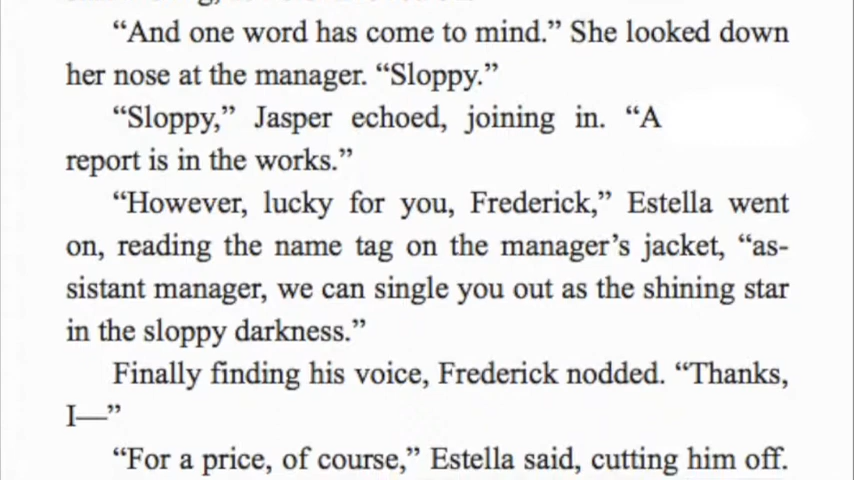 “And one word has come to mind.” She looked down
her nose at the manager. “Sloppy.”
“Sloppy,” Jasper echoed, joining in. “A
report is in the works.”
“However, lucky for you, Frederick,” Estella went
on, reading the name tag on the manager’s jacket, “as-
sistant manager, we can single you out as the shining star
in the sloppy darkness.”
Finally finding his voice, Frederick nodded. “Thanks,
I—”
“For a price, of course,” Estella said, cutting him off.